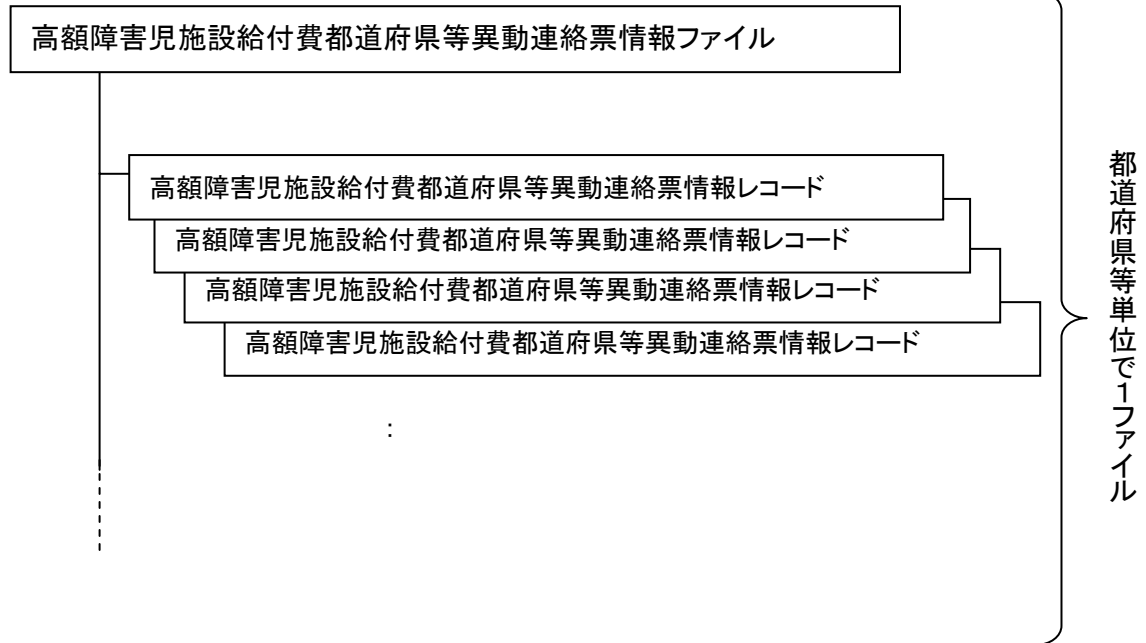 高額障害児施設給付費都道府県等異動連絡票情報ファイル
高額障害児施設給付費都道府県等異動連絡票情報レコード
高額障害児施設給付費都道府県等異動連絡票情報レコード
高額障害児施設給付費都道府県等異動連絡票情報レコード
高額障害児施設給付費都道府県等異動連絡票情報レコード
：
都道府県等単位で1ファイル